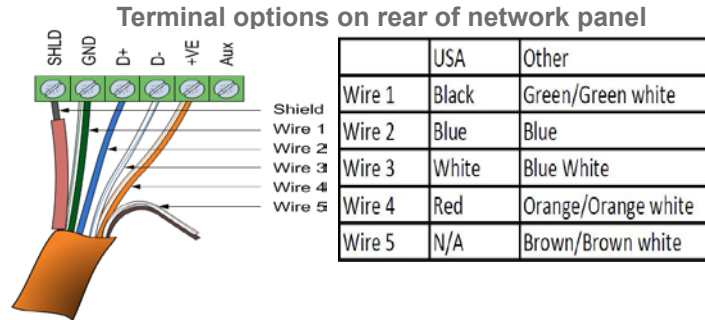 Terminal options on rear of network panel
SHLD GND D+ D- +VE Aux
Shield
Wire 1
Wire 2
Wire 3
Wire 4
Wire 5
USA Other
Wire 1 Black Green/Green white
Wire 2 Blue Blue
Wire 3 White Blue White
Wire 4 Red Orange/Orange white
Wire 5 N/A Brown/Brown white